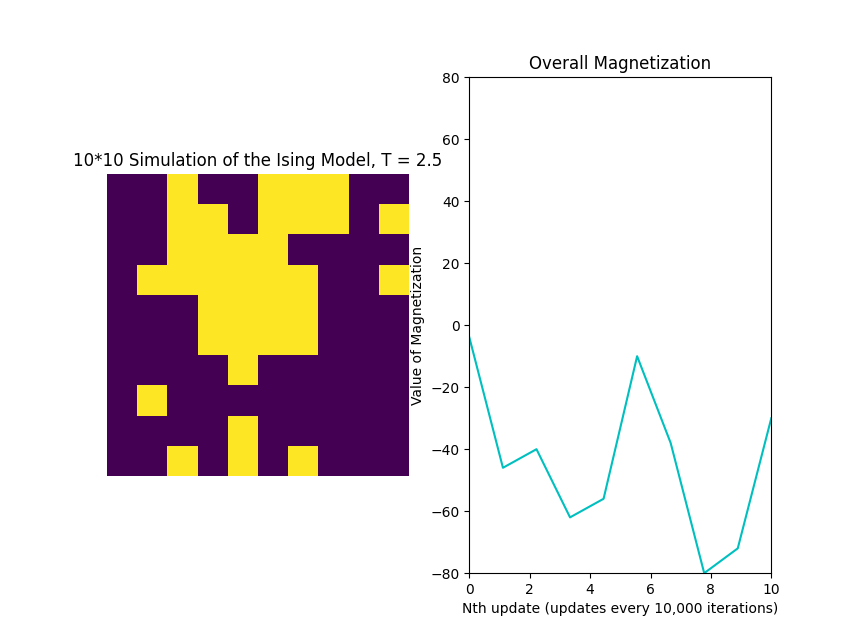 10*10 Simulation of the Ising Model, T = 2.5
Overall Magnetization
Value of Magnetization
80
60
40
20
0
−20
−40
−60
−80
0 2 4 6 8 10
Nth update (updates every 10,000 iterations)